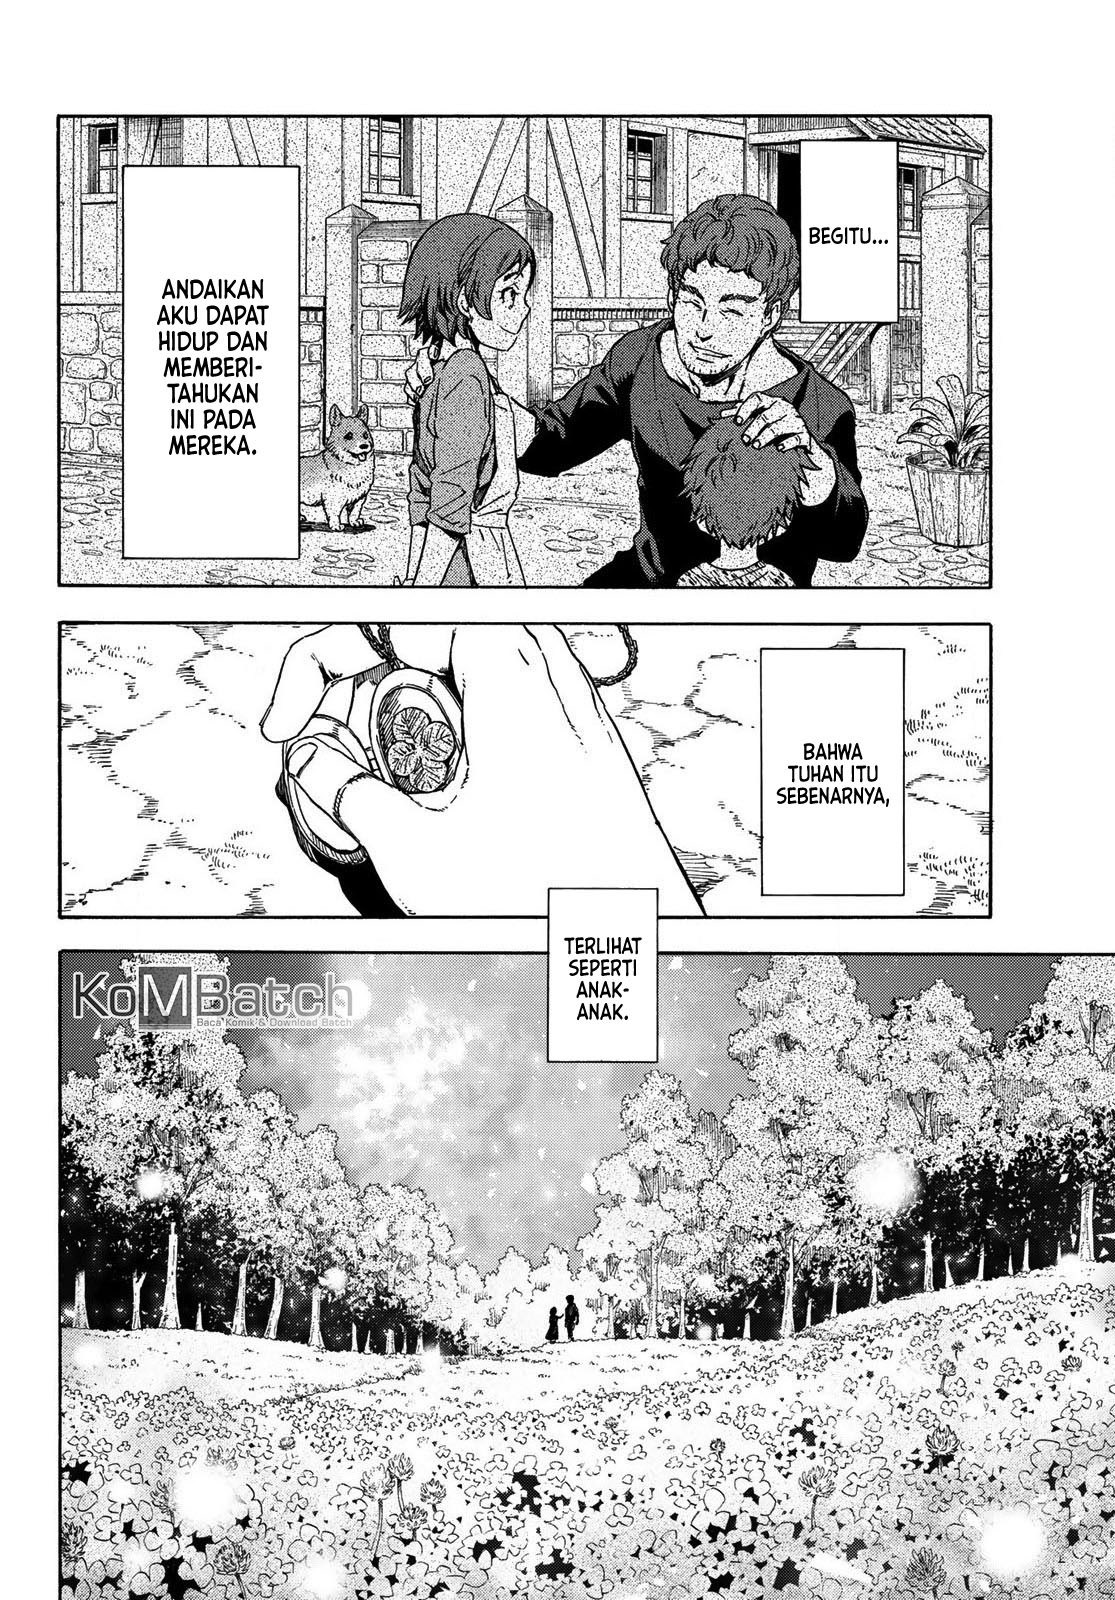 BEGITU...
ANDAIKAN
AKU DAPAT
HIDUP DAN
MEMBERI-
TAHUKAN
INI PADA
MEREKA.
BAHWA
TUHAN ITU
SEBENARNYA,
TERLIHAT
SEPERTI
ANAK-
ANAK.
KoMBatch
Baca Komik & Download Batch